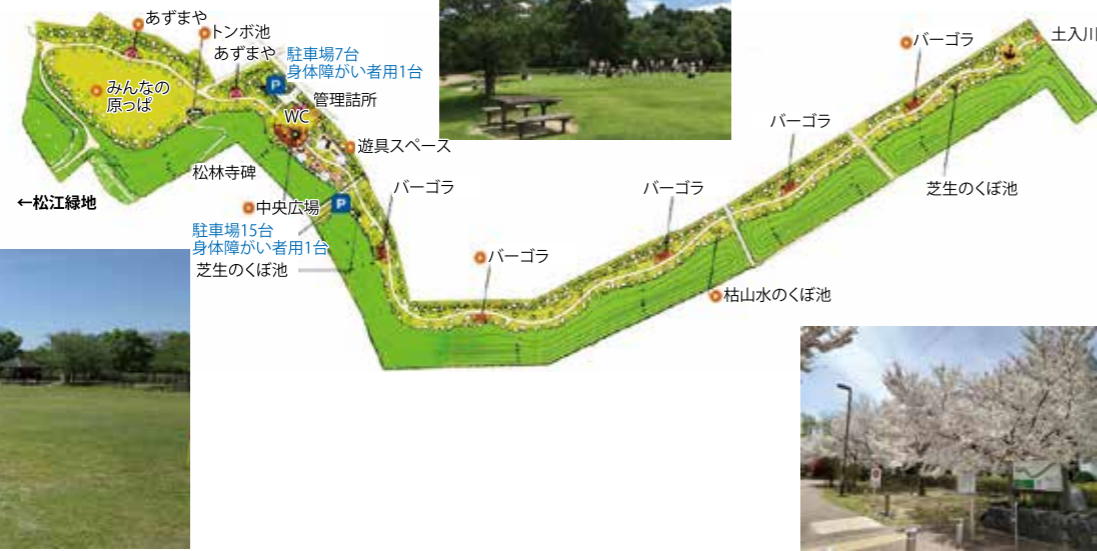 あずまや
トンボ池
あずまや
駐車場7台
身体障がい者用1台
P
管理詰所
みんなの
原っぱ
WC
遊具スペース
松林寺碑
←松江緑地
中央広場
P
駐車場15台
身体障がい者用1台
芝生のくぼ池
バーゴラ
バーゴラ
バーゴラ
バーゴラ
バーゴラ
土入川
芝生のくぼ池
枯山水のくぼ池